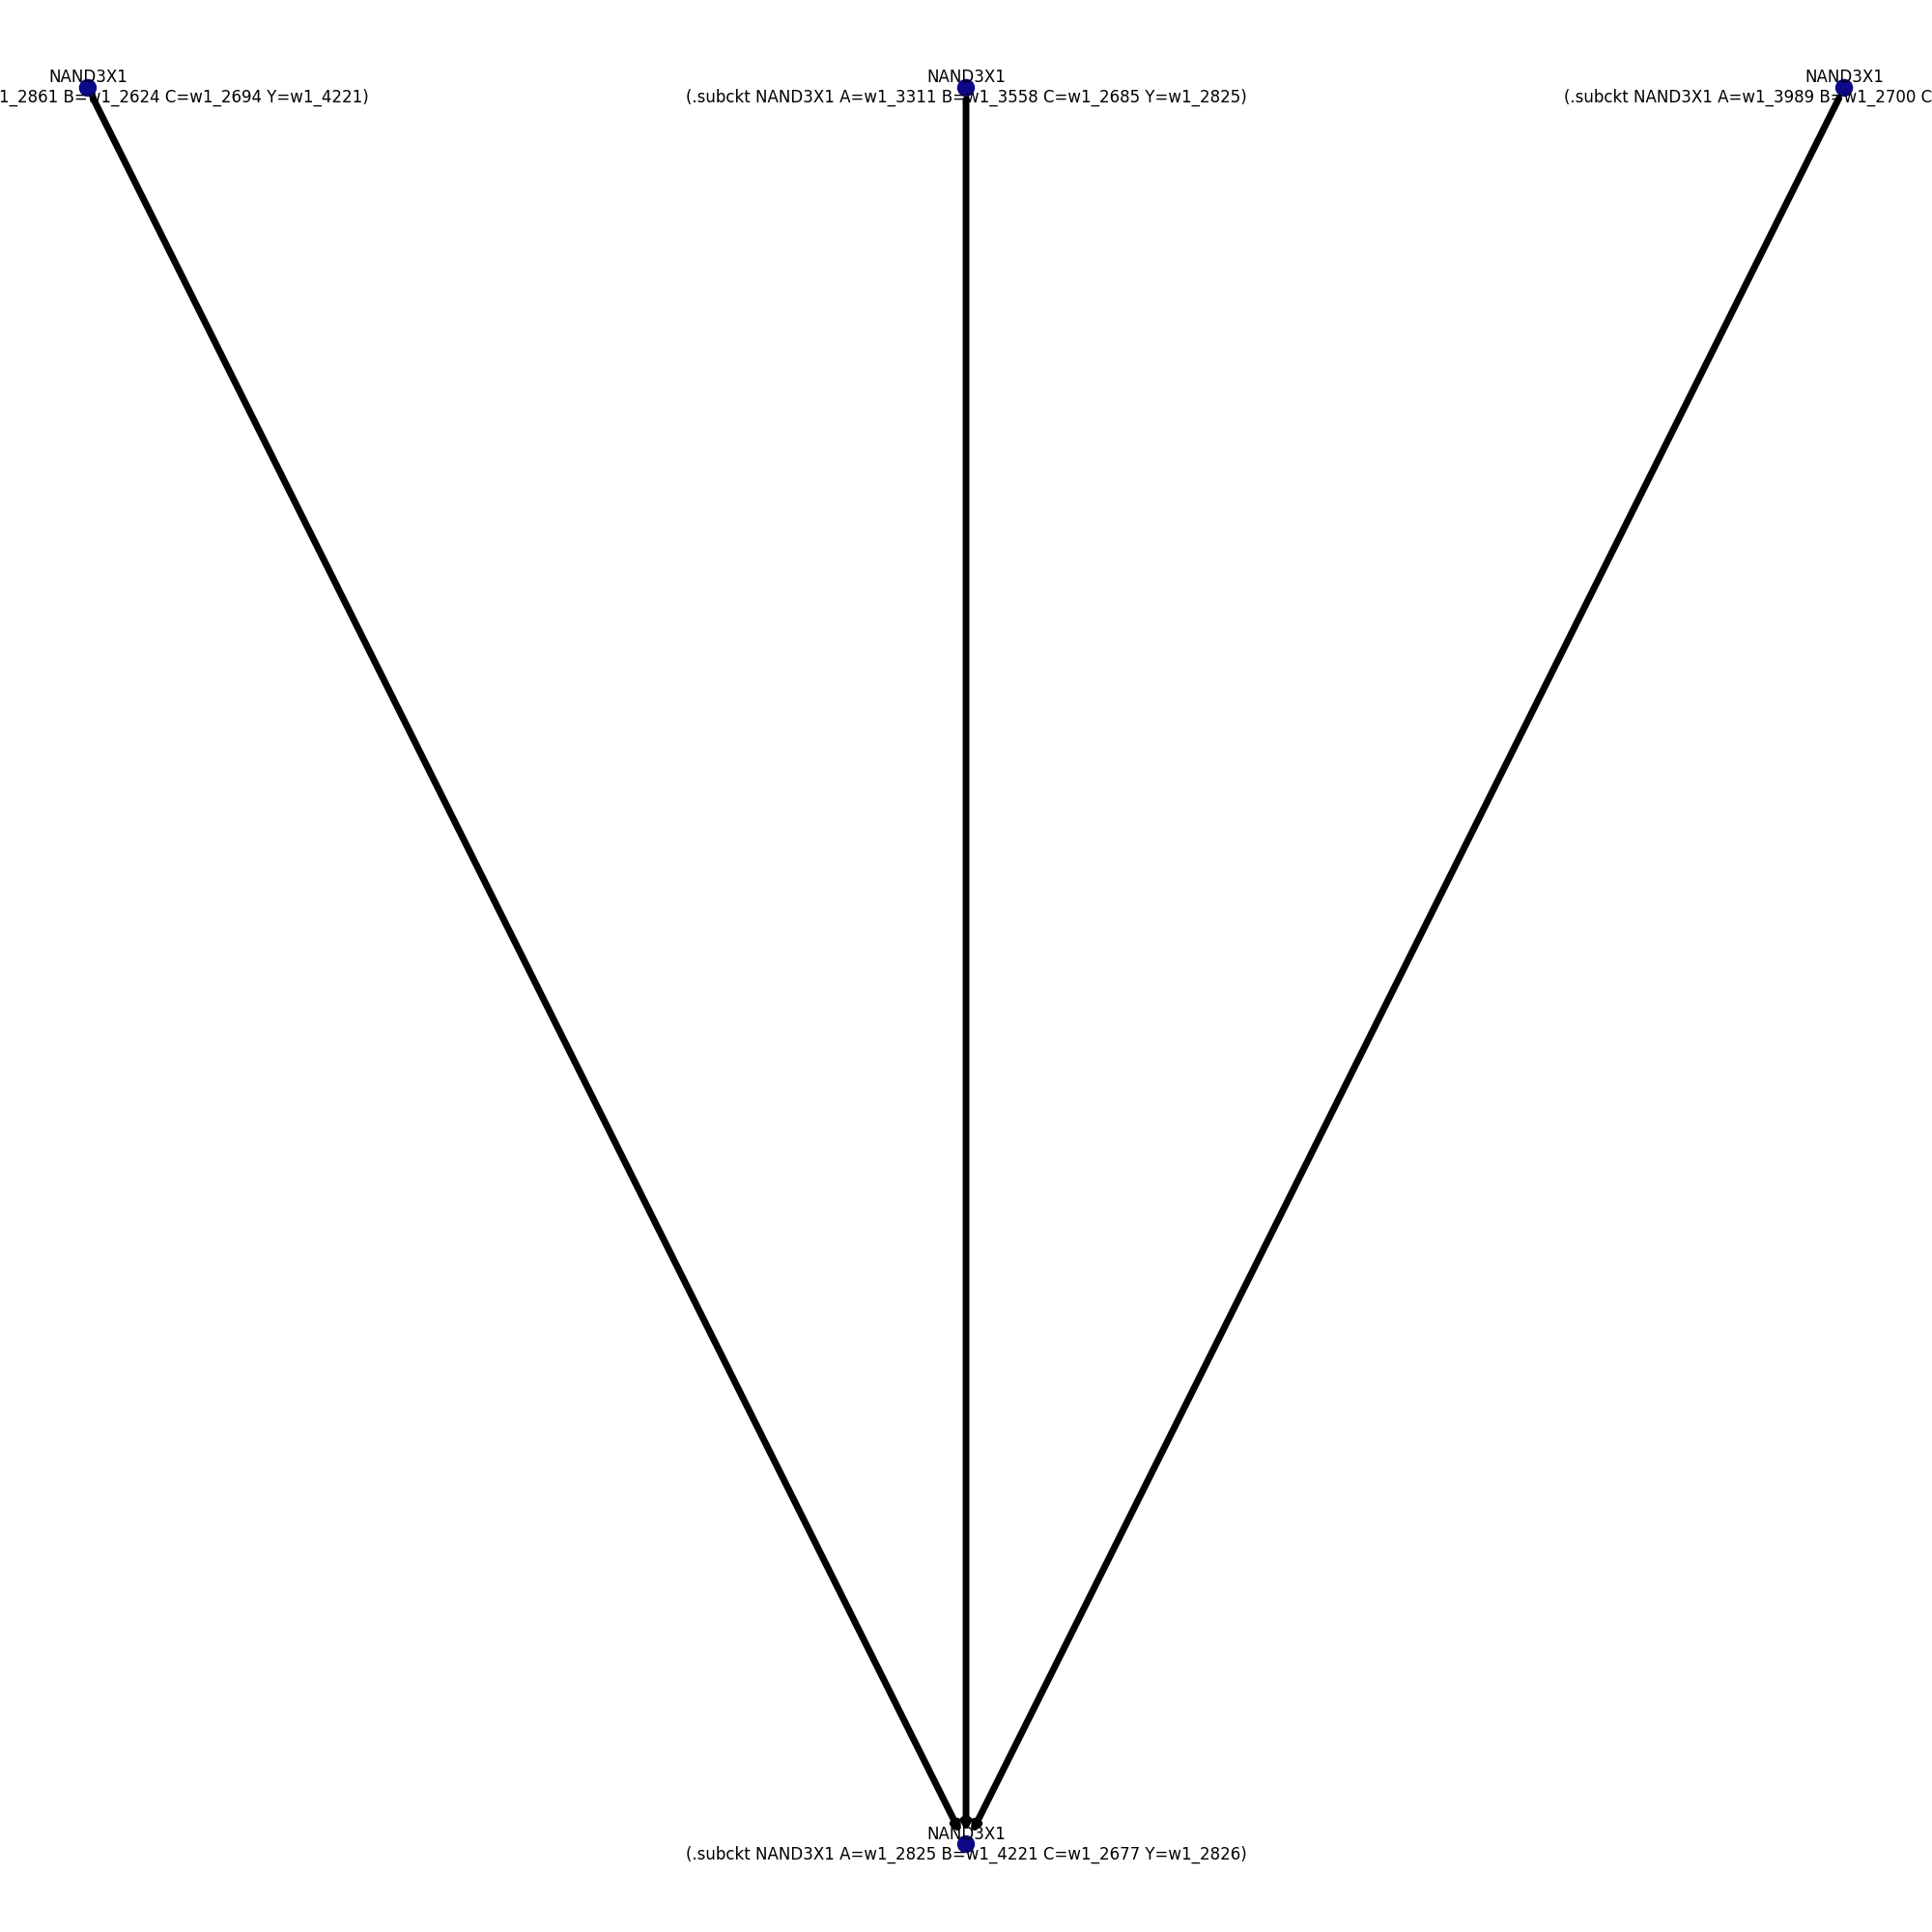 NAND3X1
1_2861 B=w1_2624 C=w1_2694 Y=w1_4221)
NAND3X1
(.subckt NAND3X1 A=w1_3311 B=w1_3558 C=w1_2685 Y=w1_2825)
NAND3X1
(.subckt NAND3X1 A=w1_3989 B=w1_2700 C
NAND3X1
(.subckt NAND3X1 A=w1_2825 B=w1_4221 C=w1_2677 Y=w1_2826)